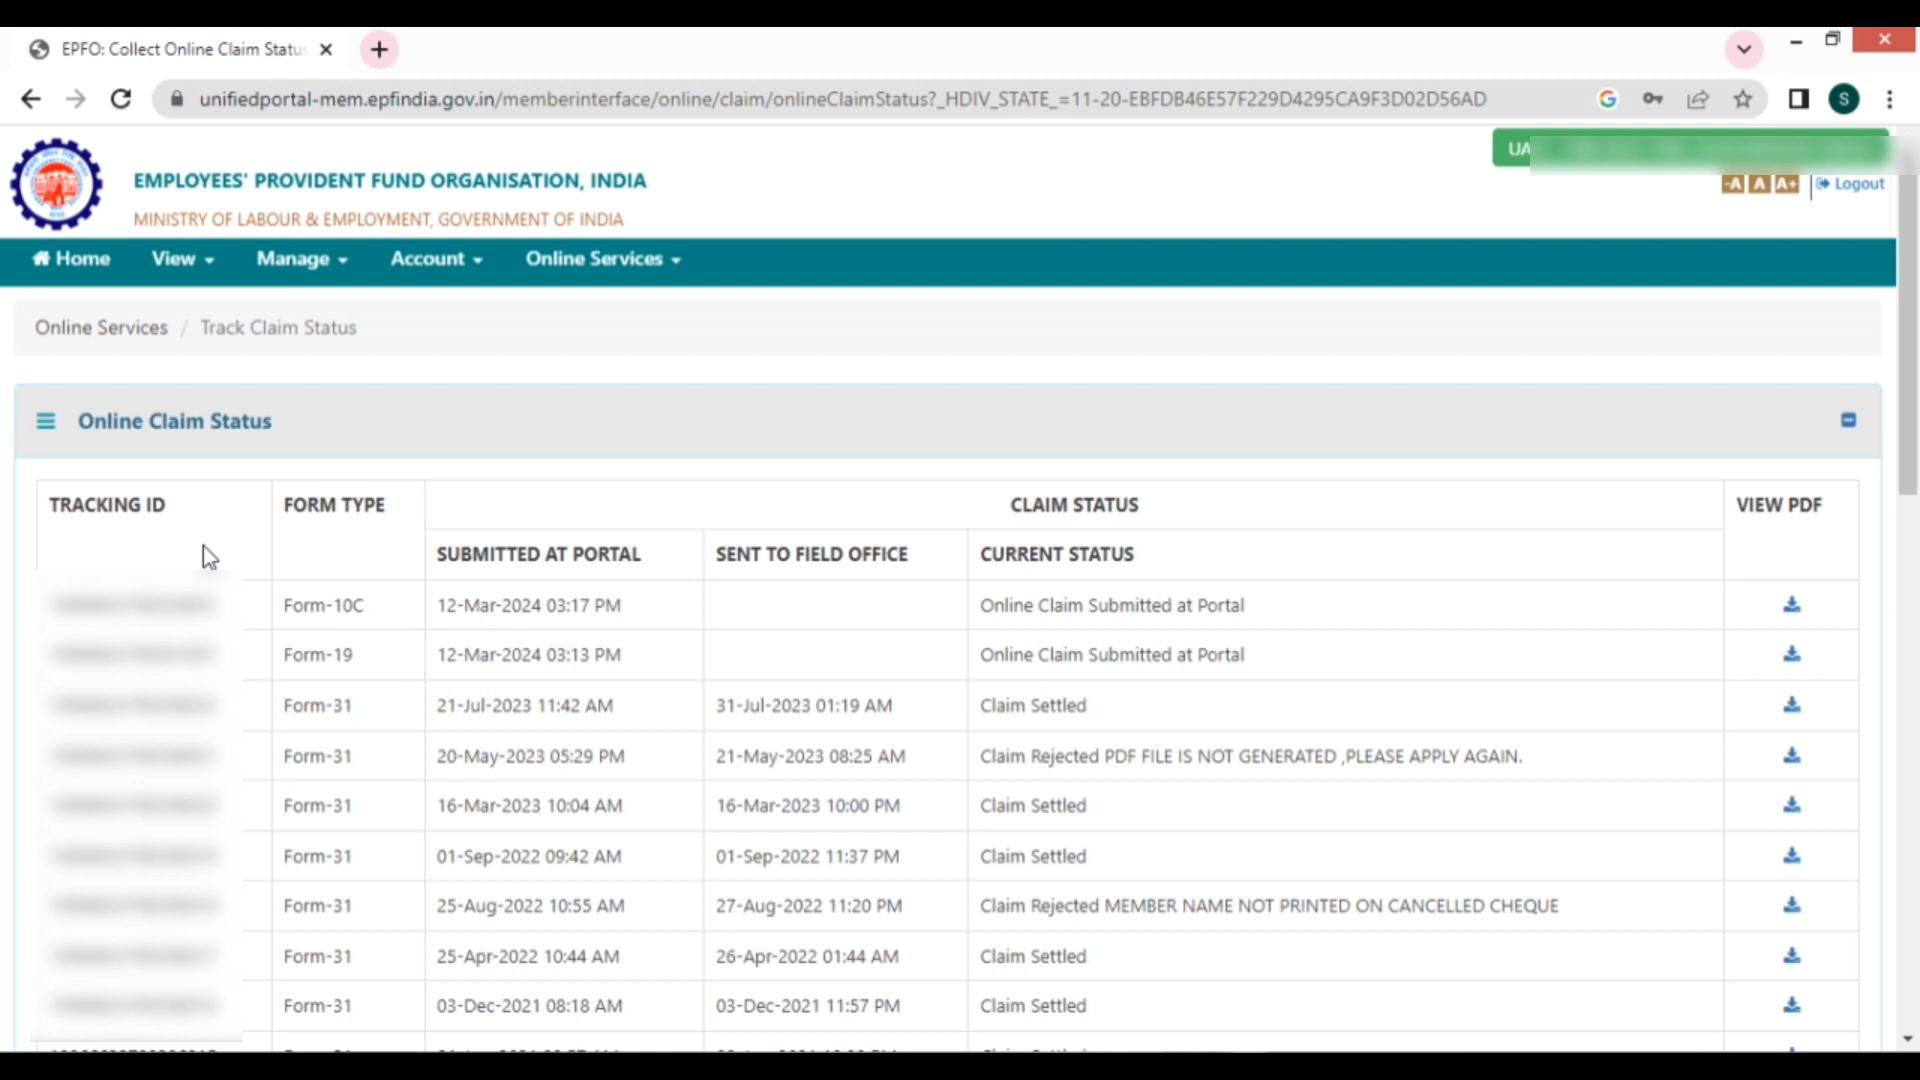 EPFO: Collect Online Claim Statu
unifiedportal-mem.epfindia.gov.in/memberinterface/online/claim/onlineClaimStatus?_HDIV_STATE_=11-20-EBFDB46E57F229D4295CA9F3D02D56AD
S
UA
EMPLOYEES' PROVIDENT FUND ORGANISATION, INDIA
-A A A+ Logout
MINISTRY OF LABOUR & EMPLOYMENT, GOVERNMENT OF INDIA
Home View Manage Account Online Services
Online Services / Track Claim Status
Online Claim Status
TRACKING ID FORM TYPE CLAIM STATUS VIEW PDF
SUBMITTED AT PORTAL SENT TO FIELD OFFICE CURRENT STATUS
Form-10C 12-Mar-2024 03:17 PM Online Claim Submitted at Portal
Form-19 12-Mar-2024 03:13 PM Online Claim Submitted at Portal
Form-31 21-Jul-2023 11:42 AM 31-Jul-2023 01:19 AM Claim Settled
Form-31 20-May-2023 05:29 PM 21-May-2023 08:25 AM Claim Rejected PDF FILE IS NOT GENERATED ,PLEASE APPLY AGAIN.
Form-31 16-Mar-2023 10:04 AM 16-Mar-2023 10:00 PM Claim Settled
Form-31 01-Sep-2022 09:42 AM 01-Sep-2022 11:37 PM Claim Settled
Form-31 25-Aug-2022 10:55 AM 27-Aug-2022 11:20 PM Claim Rejected MEMBER NAME NOT PRINTED ON CANCELLED CHEQUE
Form-31 25-Apr-2022 10:44 AM 26-Apr-2022 01:44 AM Claim Settled
Form-31 03-Dec-2021 08:18 AM 03-Dec-2021 11:57 PM Claim Settled